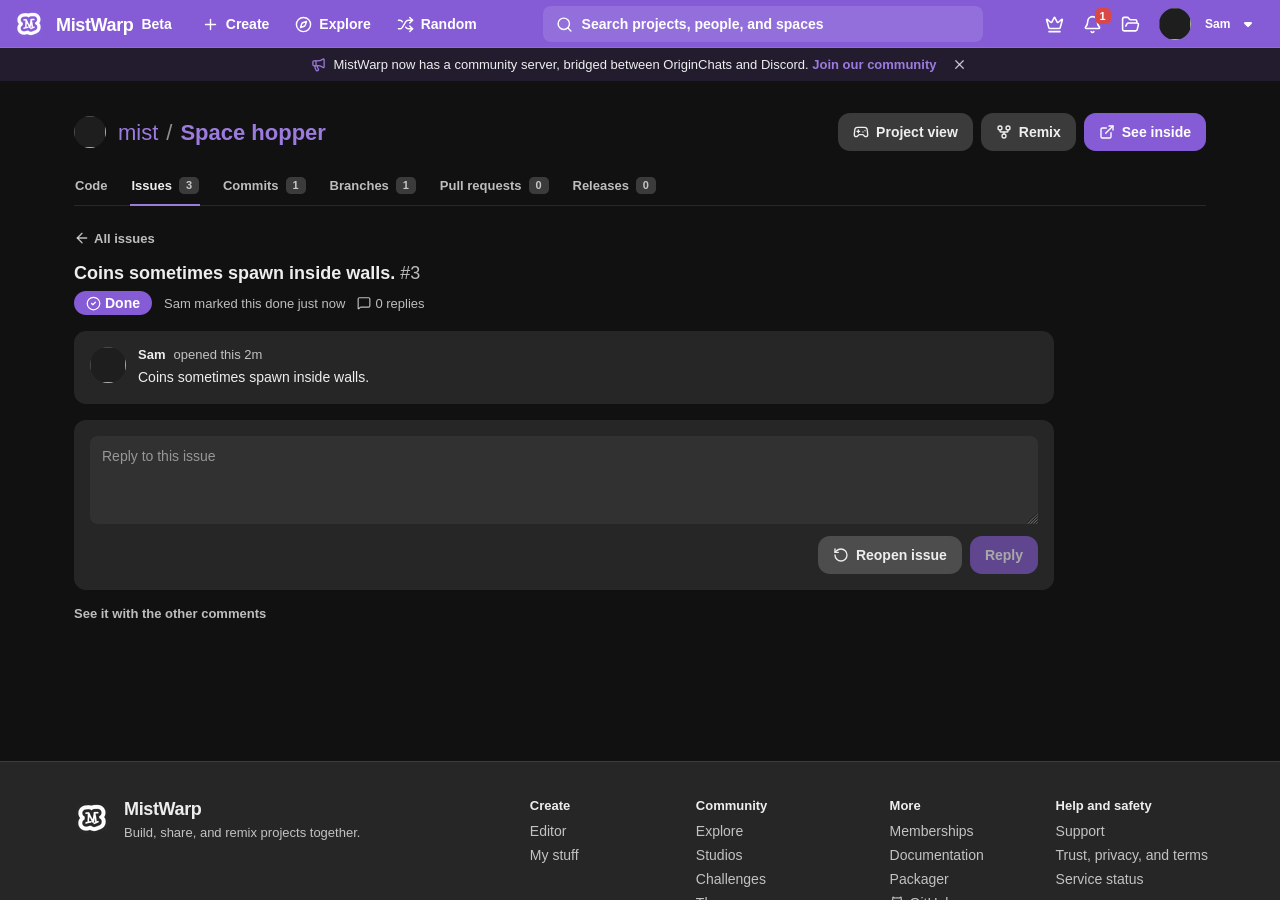 MistWarp Beta Create Explore Random Search projects, people, and spaces 1 Sam
MistWarp now has a community server, bridged between OriginChats and Discord. Join our community
mist / Space hopper Project view Remix See inside
Code Issues 3 Commits 1 Branches 1 Pull requests 0 Releases 0
All issues
Coins sometimes spawn inside walls. #3
Done Sam marked this done just now 0 replies
Sam opened this 2m
Coins sometimes spawn inside walls.
Reply to this issue
Reopen issue Reply
See it with the other comments
MistWarp
Build, share, and remix projects together.
Create
Editor
My stuff
Community
Explore
Studios
Challenges
More
Memberships
Documentation
Packager
Help and safety
Support
Trust, privacy, and terms
Service status